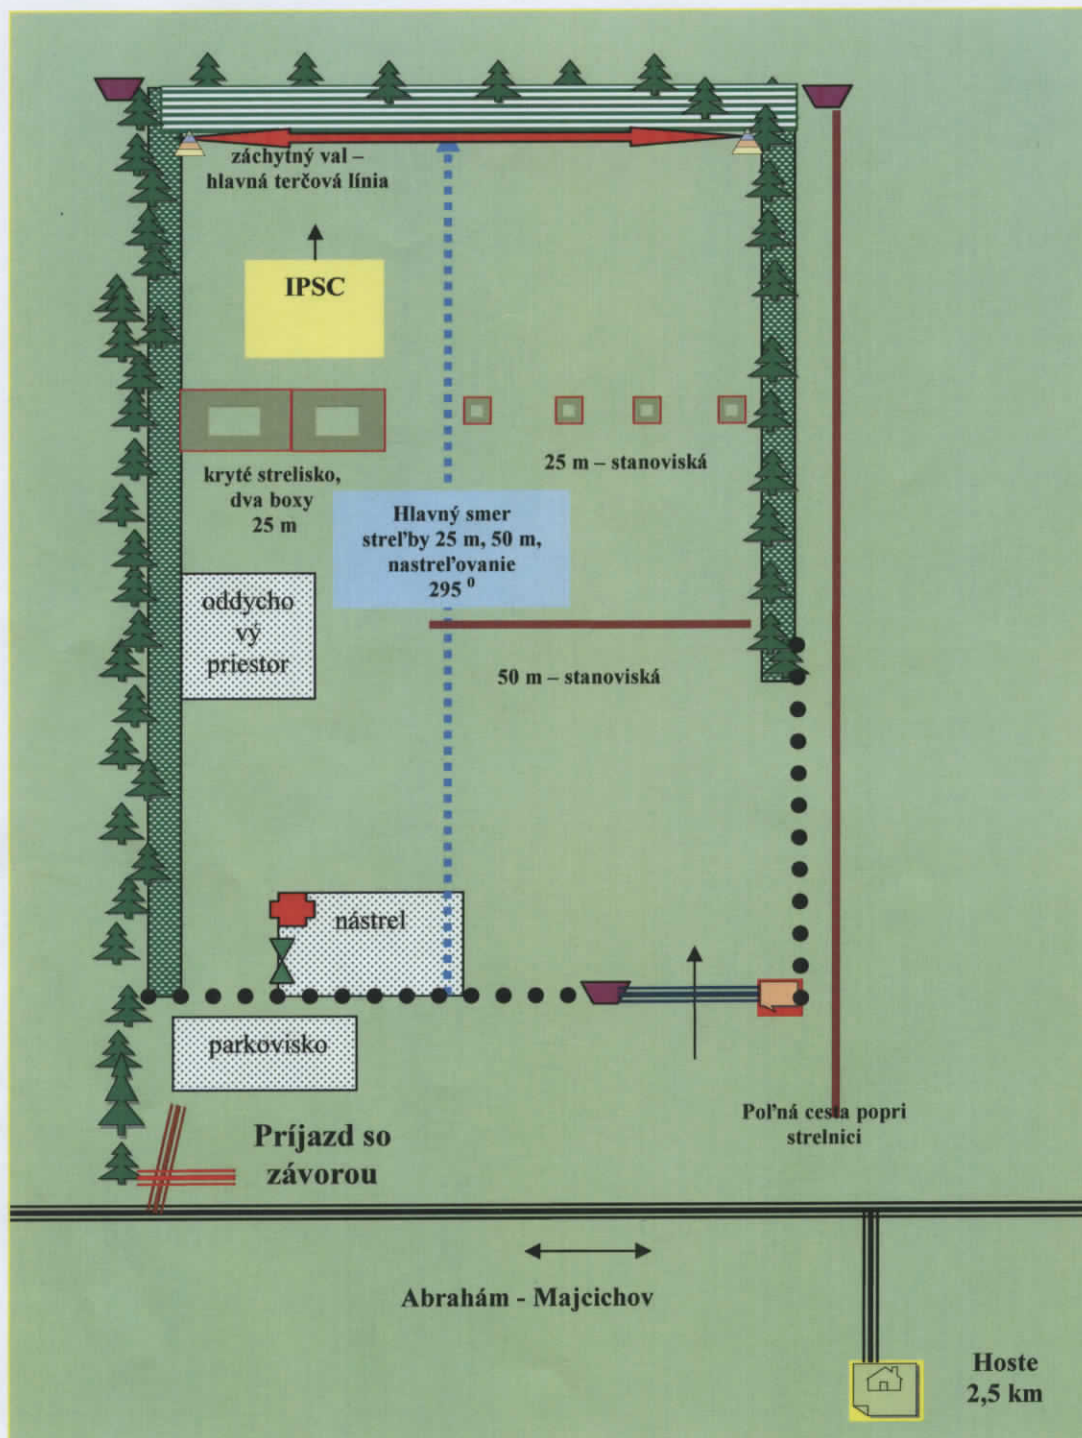 záchytný val –
hlavná terčová línia
IPSC
kryté strelisko,
dva boxy
25 m
25 m – stanoviská
Hlavný smer
streľby 25 m, 50 m,
nastreľovanie
295 ⁰
oddycho
vý
priestor
50 m – stanoviská
nástrel
parkovisko
Poľná cesta popri
strelnici
Príjazd so
závorou
Abrahám - Majcichov
Hoste
2,5 km